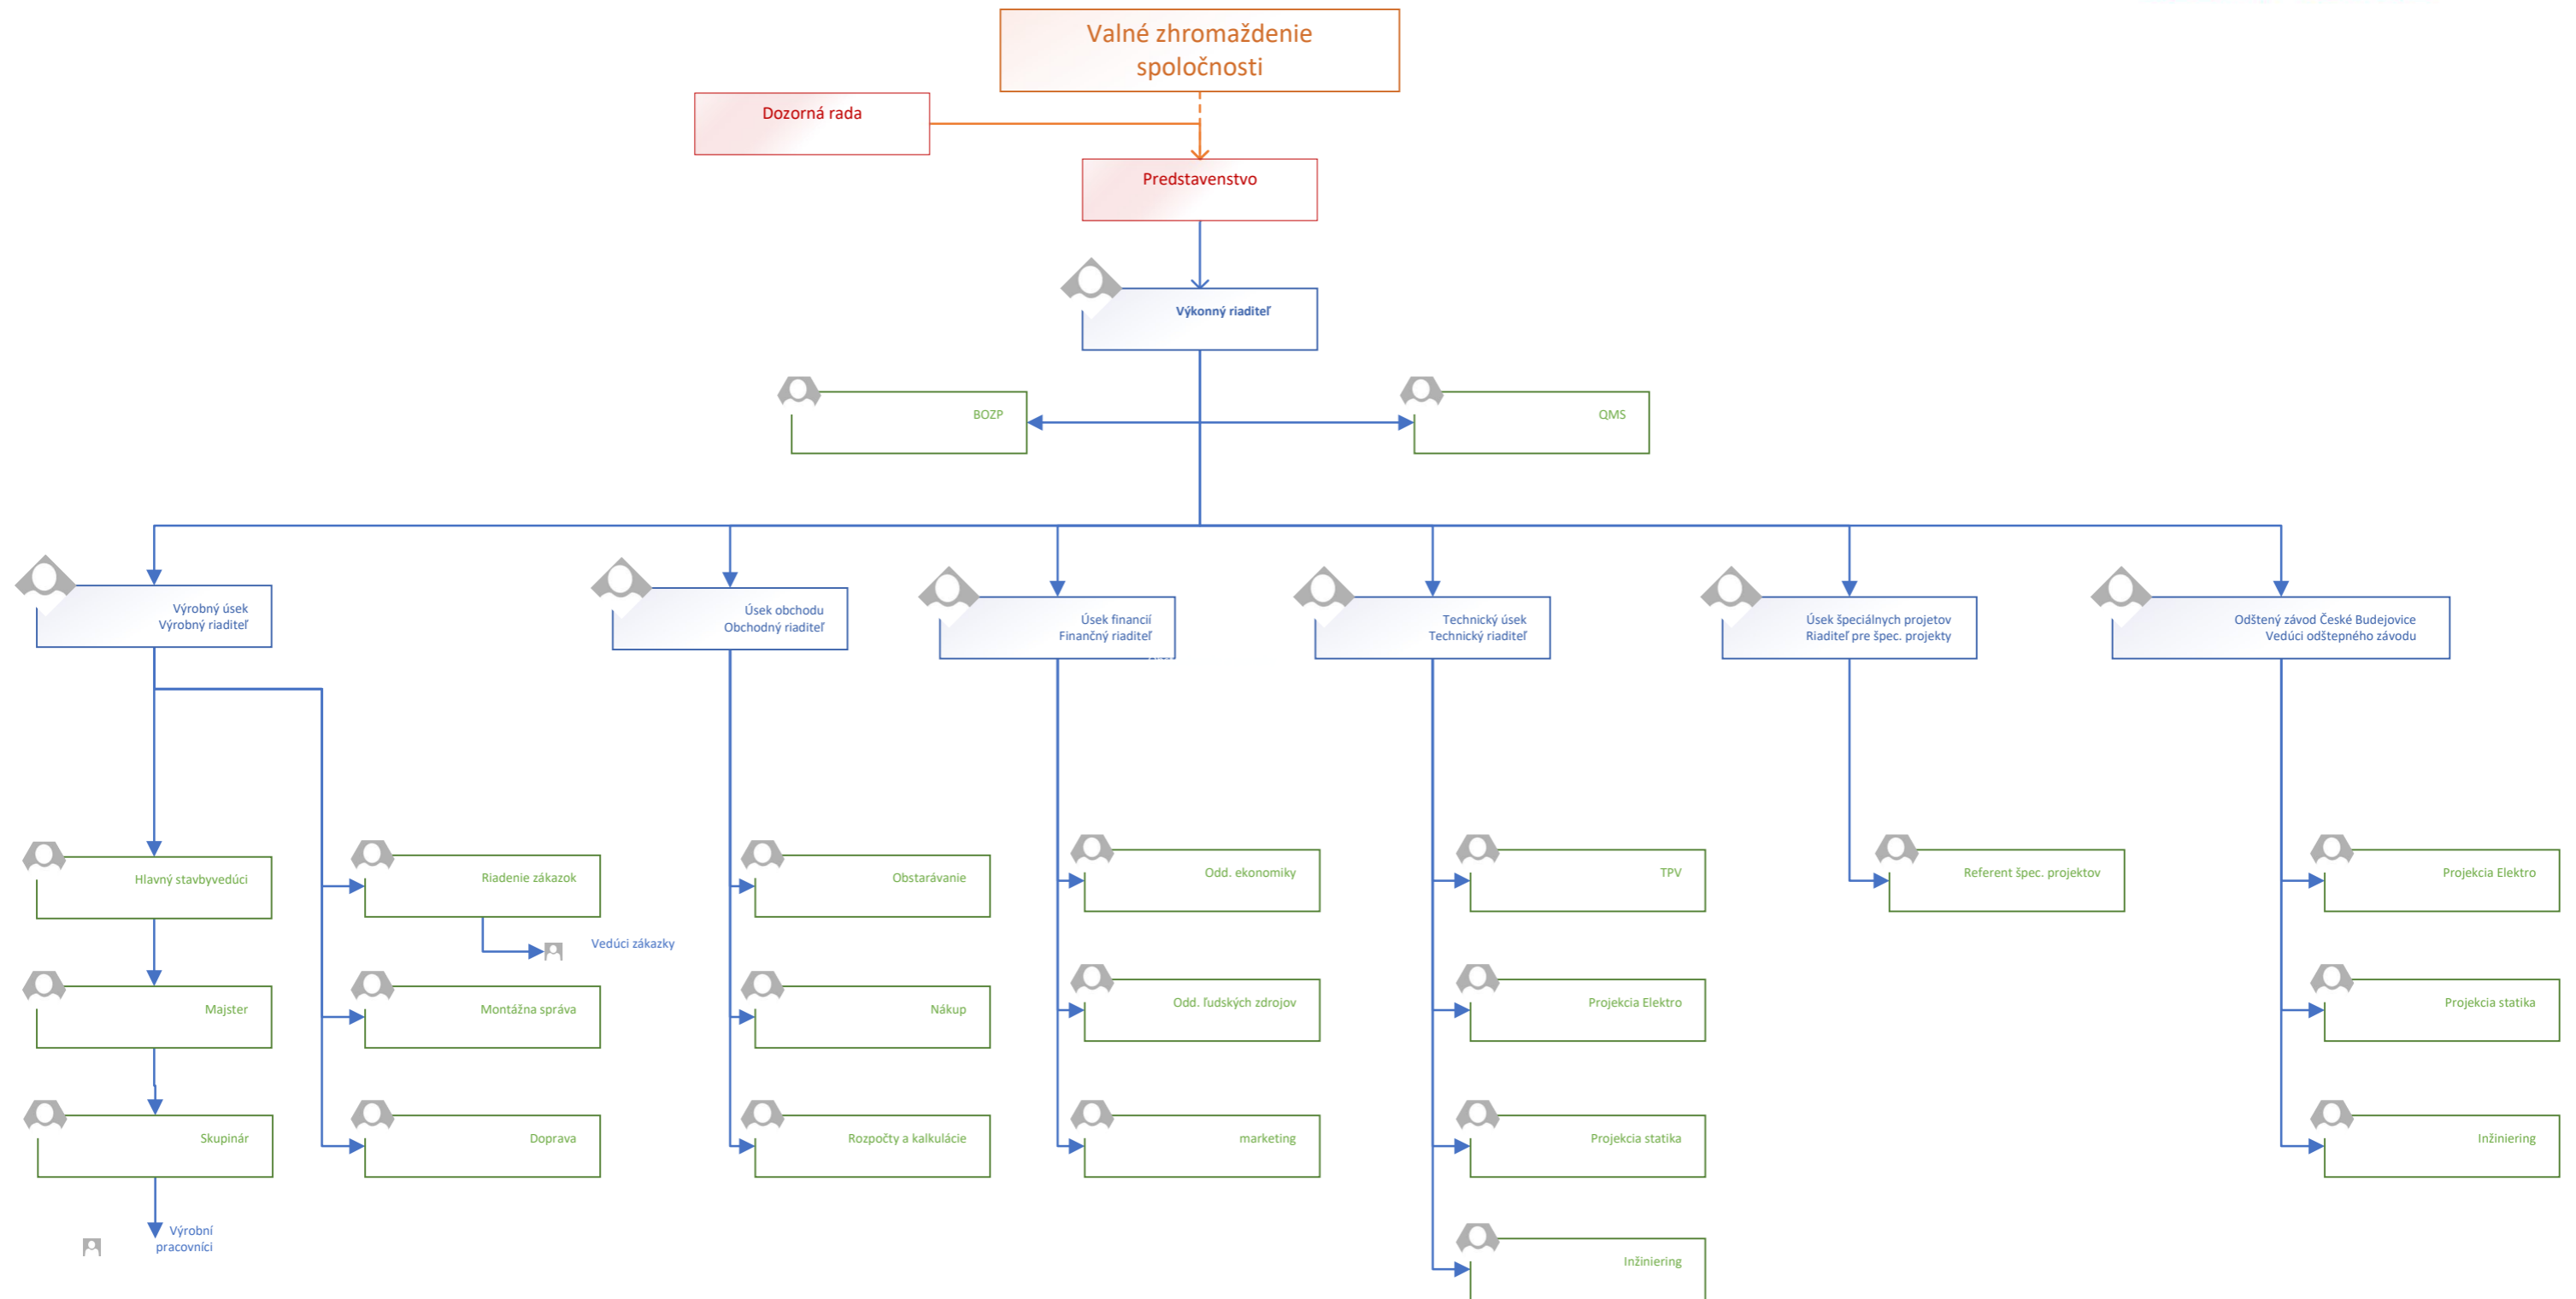 Valné zhromaždenie
spoločnosti
Dozorná rada
Predstavenstvo
Výkonný riaditeľ
BOZP
QMS
Výrobný úsek
Výrobný riaditeľ
Úsek obchodu
Obchodný riaditeľ
Úsek financií
Finančný riaditeľ
Technický úsek
Technický riaditeľ
Úsek špeciálnych projetov
Riaditeľ pre špec. projekty
Odštený závod České Budejovice
Vedúci odštepného závodu
Hlavný stavbyvedúci
Riadenie zákazok
Obstarávanie
Odd. ekonomiky
TPV
Referent špec. projektov
Projekcia Elektro
Vedúci zákazky
Majster
Montážna správa
Nákup
Odd. ľudských zdrojov
Projekcia Elektro
Projekcia statika
Skupinár
Doprava
Rozpočty a kalkulácie
marketing
Projekcia statika
Inžiniering
Výrobní
pracovníci
Inžiniering